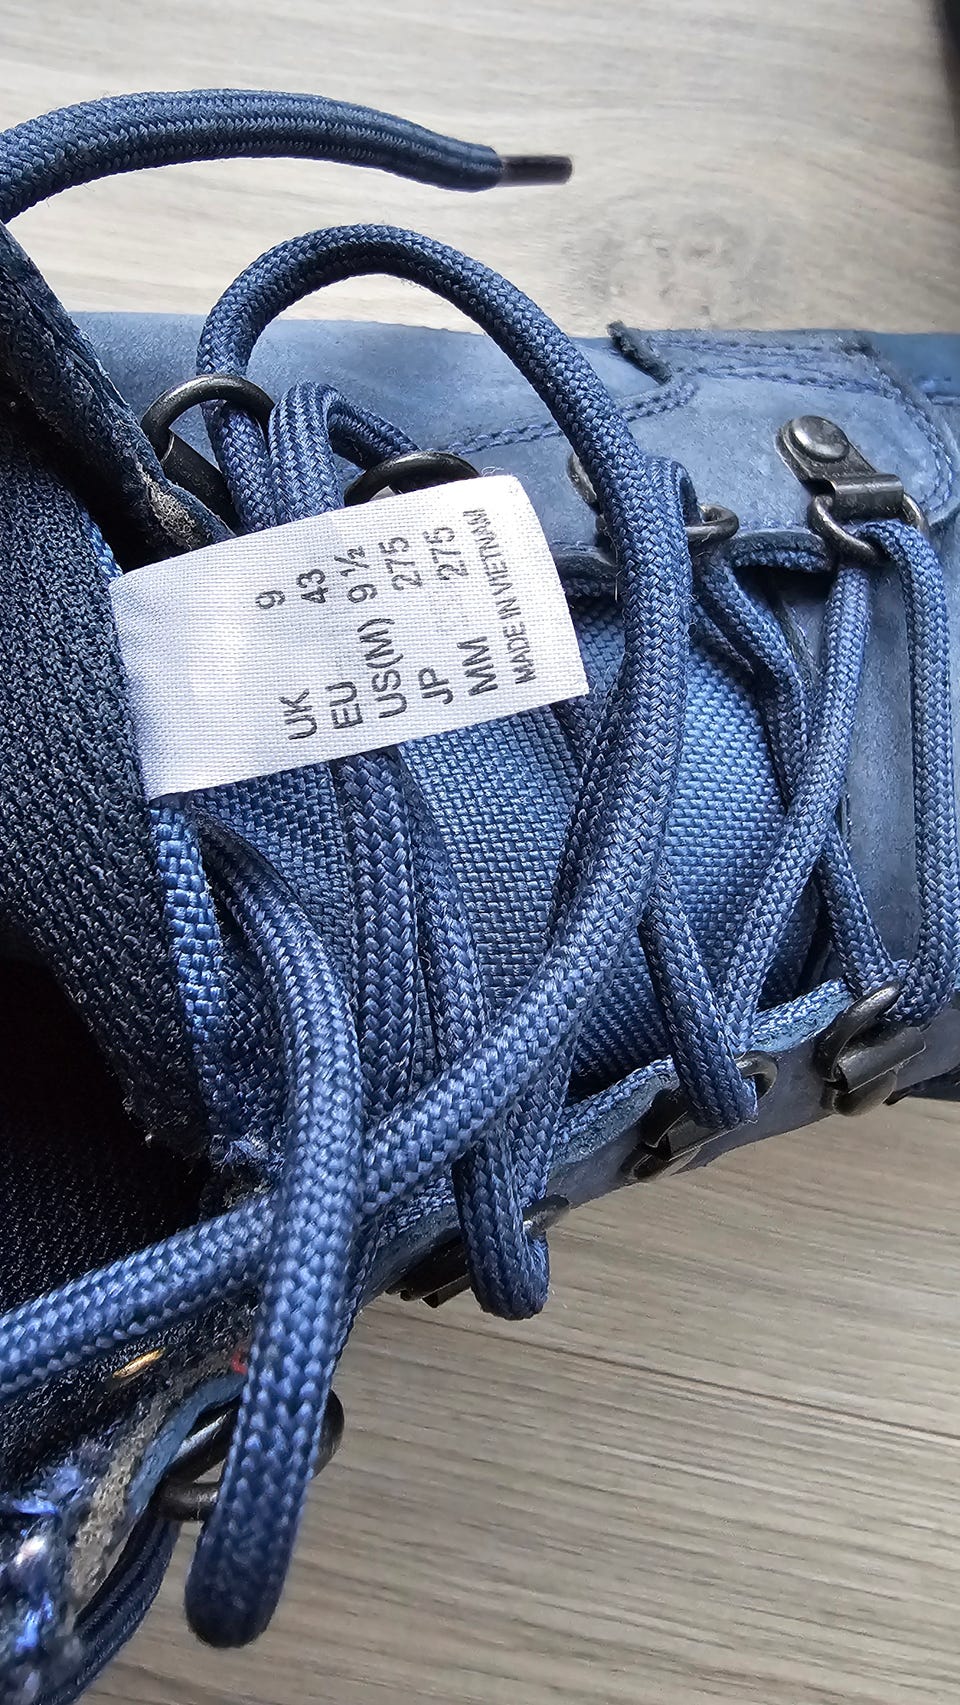 UK 9
EU 43
US(M) 9 ½
JP 275
MM 275
MADE IN VIETNAM